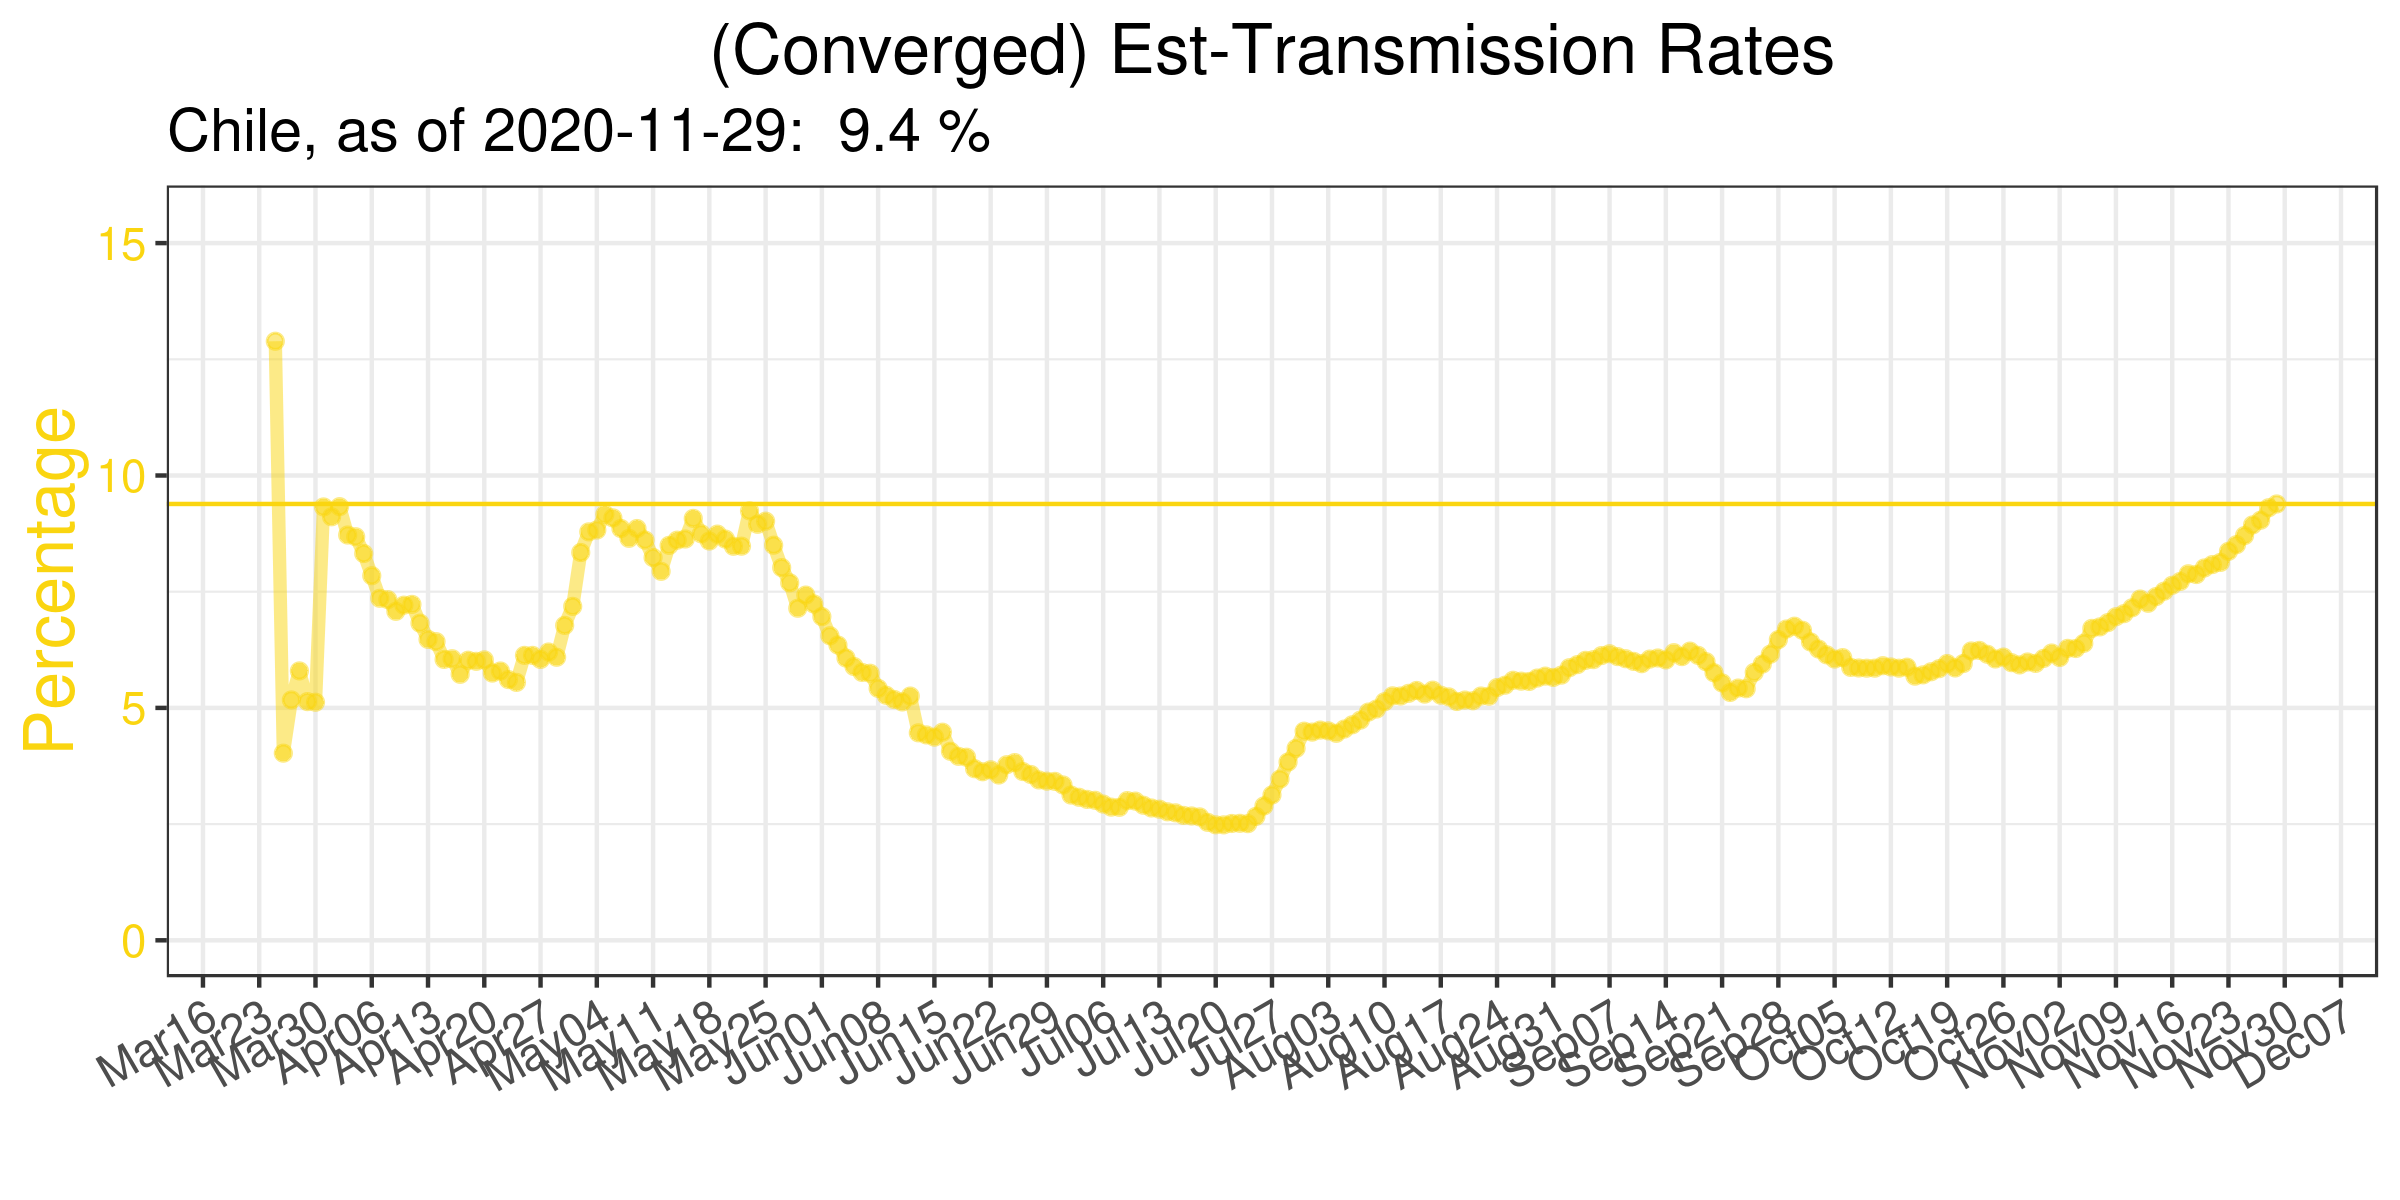 (Converged) Est-Transmission Rates
Chile, as of 2020-11-29:  9.4 %
Percentage
15
10
5
0
Mar16
Mar23
Mar30
Apr06
Apr13
Apr20
Apr27
May04
May11
May18
May25
Jun01
Jun08
Jun15
Jun22
Jun29
Jul06
Jul13
Jul20
Jul27
Aug03
Aug10
Aug17
Aug24
Aug31
Sep07
Sep14
Sep21
Sep28
Oct05
Oct12
Oct19
Oct26
Nov02
Nov09
Nov16
Nov23
Nov30
Dec07